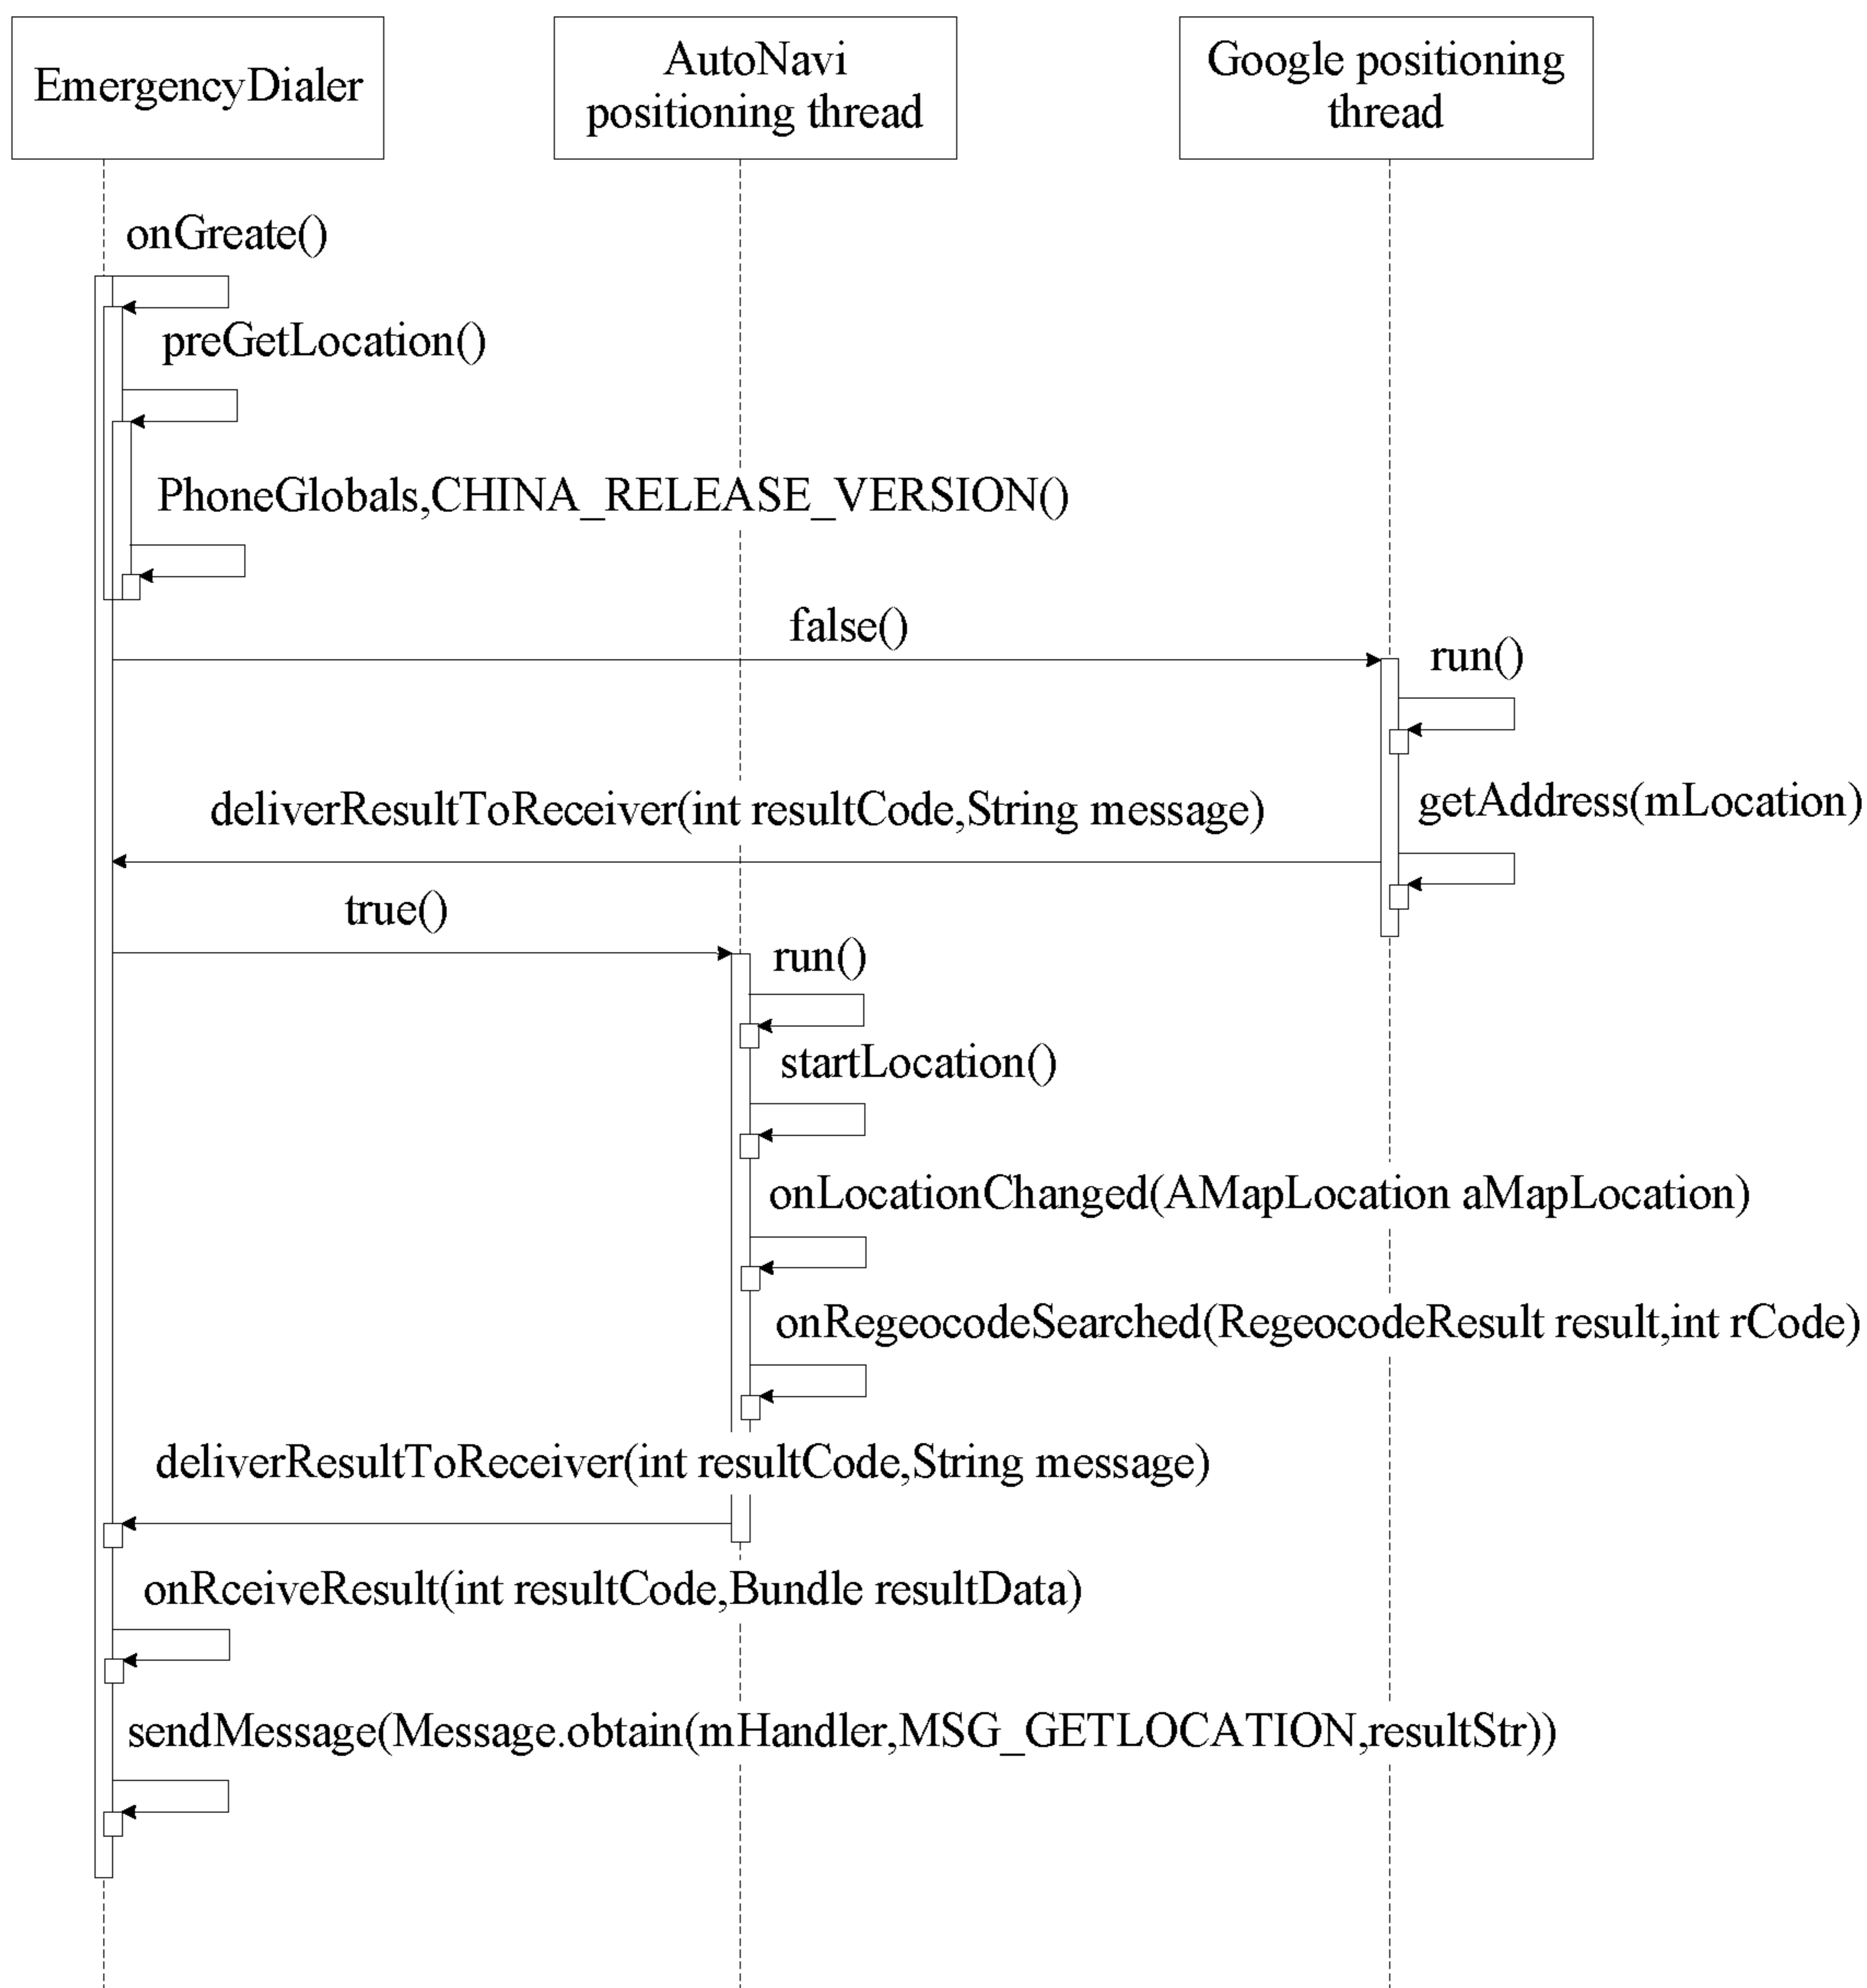 EmergencyDialer
AutoNavi
positioning thread
Google positioning
thread
onGreate()
preGetLocation()
PhoneGlobals,CHINA_RELEASE_VERSION()
false()
run()
deliverResultToReceiver(int resultCode,String message)
getAddress(mLocation)
true()
run()
startLocation()
onLocationChanged(AMapLocation aMapLocation)
onRegeocodeSearched(RegeocodeResult result,int rCode)
deliverResultToReceiver(int resultCode,String message)
onRceiveResult(int resultCode,Bundle resultData)
sendMessage(Message.obtain(mHandler,MSG_GETLOCATION,resultStr))